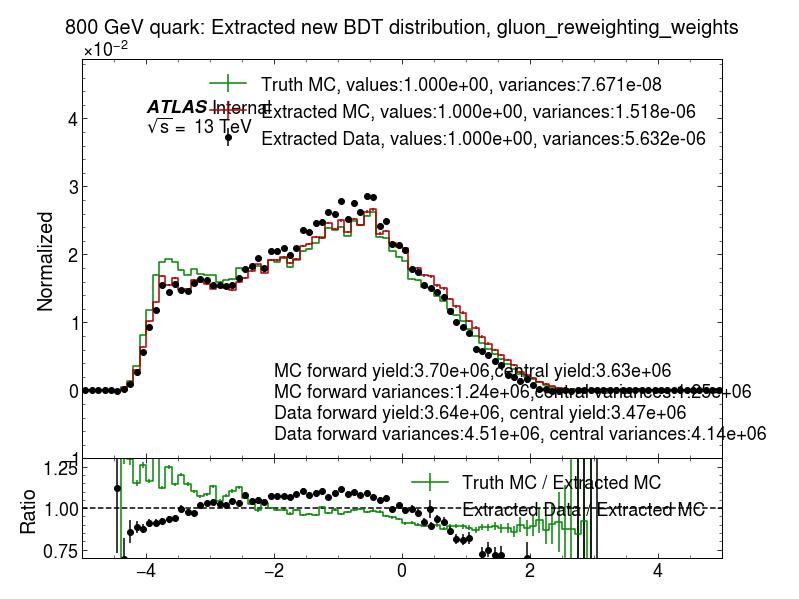 800 GeV quark: Extracted new BDT distribution, gluon_reweighting_weights
×10⁻²
Truth MC, values:1.000e+00, variances:7.671e-08
ATLAS Internal
Extracted MC, values:1.000e+00, variances:1.518e-06
√s = 13 TeV
Extracted Data, values:1.000e+00, variances:5.632e-06
Normalized
4
3
2
1
0
1
MC forward yield:3.70e+06,central yield:3.63e+06
MC forward variances:1.24e+06,central variances:1.25e+06
Data forward yield:3.64e+06, central yield:3.47e+06
Data forward variances:4.51e+06, central variances:4.14e+06
Ratio
1.25
1.00
0.75
Truth MC / Extracted MC
Extracted Data / Extracted MC
−4 −2 0 2 4